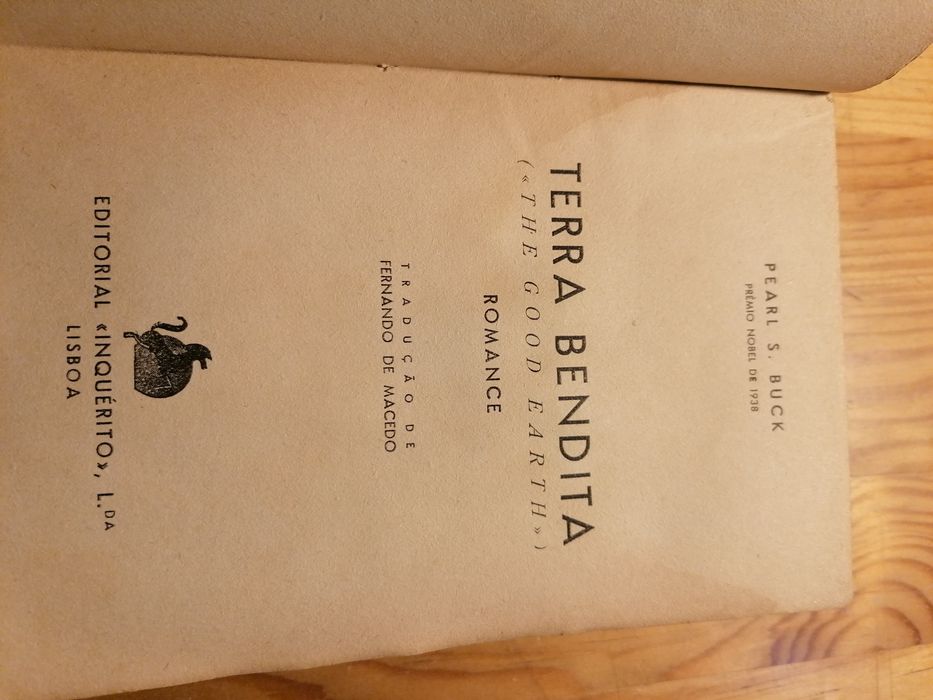 PEARL S. BUCK
PRÉMIO NOBEL DE 1938
TERRA BENDITA
(«THE GOOD EARTH»)
ROMANCE
TRADUÇÃO DE
FERNANDO DE MACEDO
EDITORIAL «INQUÉRITO», L.DA
LISBOA